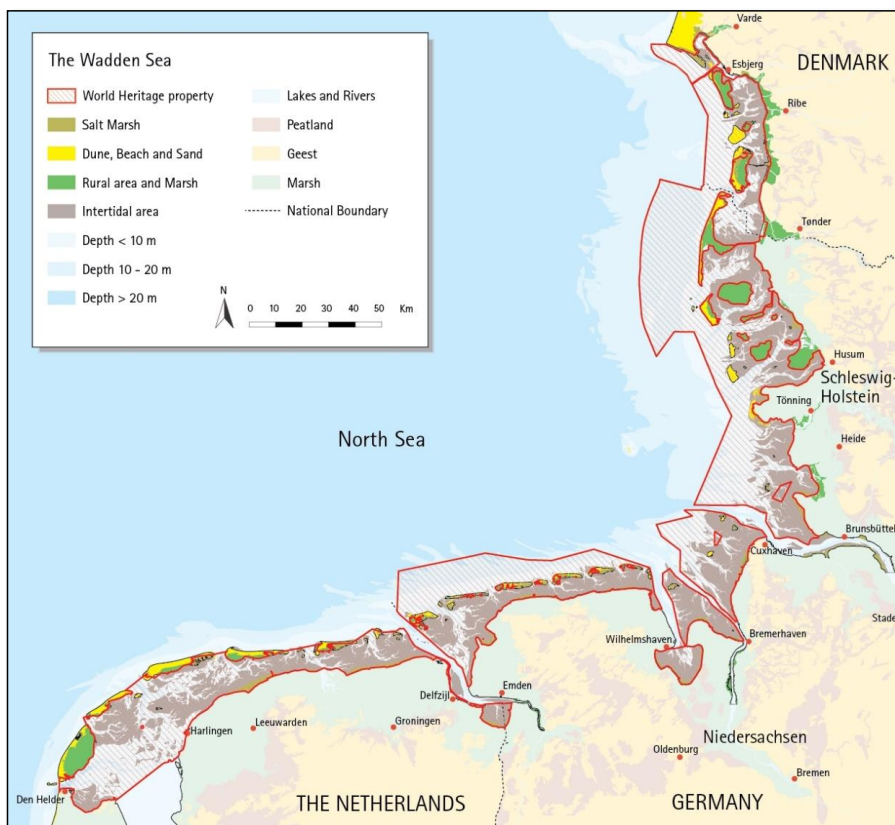 The Wadden Sea
World Heritage property
Salt Marsh
Dune, Beach and Sand
Rural area and Marsh
Intertidal area
Depth < 10 m
Depth 10 - 20 m
Depth > 20 m
Lakes and Rivers
Peatland
Geest
Marsh
National Boundary
N
0 10 20 30 40 50 Km
Varde
DENMARK
Esbjerg
Ribe
Tønder
Husum
Schleswig-
Holstein
Tönning
North Sea
Heide
Brunsbüttel
Cuxhaven
Stade
Wilhelmshaven
Bremerhaven
Delfzijl
Emden
Harlingen
Leeuwarden
Groningen
Niedersachsen
Oldenburg
Bremen
Den Helder
THE NETHERLANDS
GERMANY